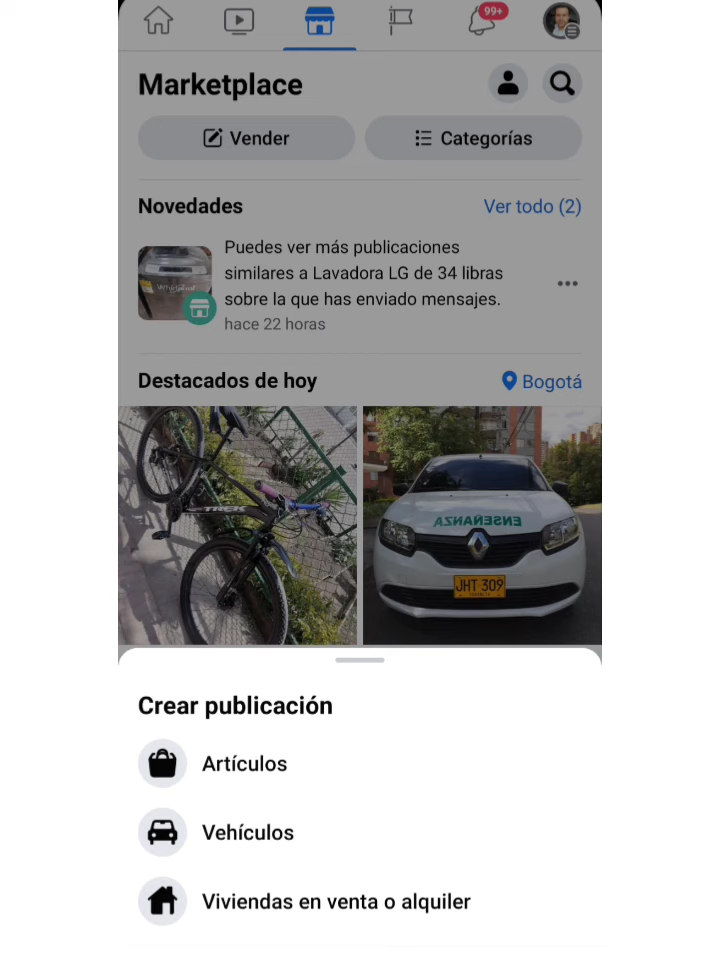 99+
Marketplace
Vender
Categorías
Novedades
Ver todo (2)
Puedes ver más publicaciones
similares a Lavadora LG de 34 libras
sobre la que has enviado mensajes.
hace 22 horas
Whirlpool
Destacados de hoy
Bogotá
TREK
ENSEÑANZA
JHT 309
Crear publicación
Artículos
Vehículos
Viviendas en venta o alquiler